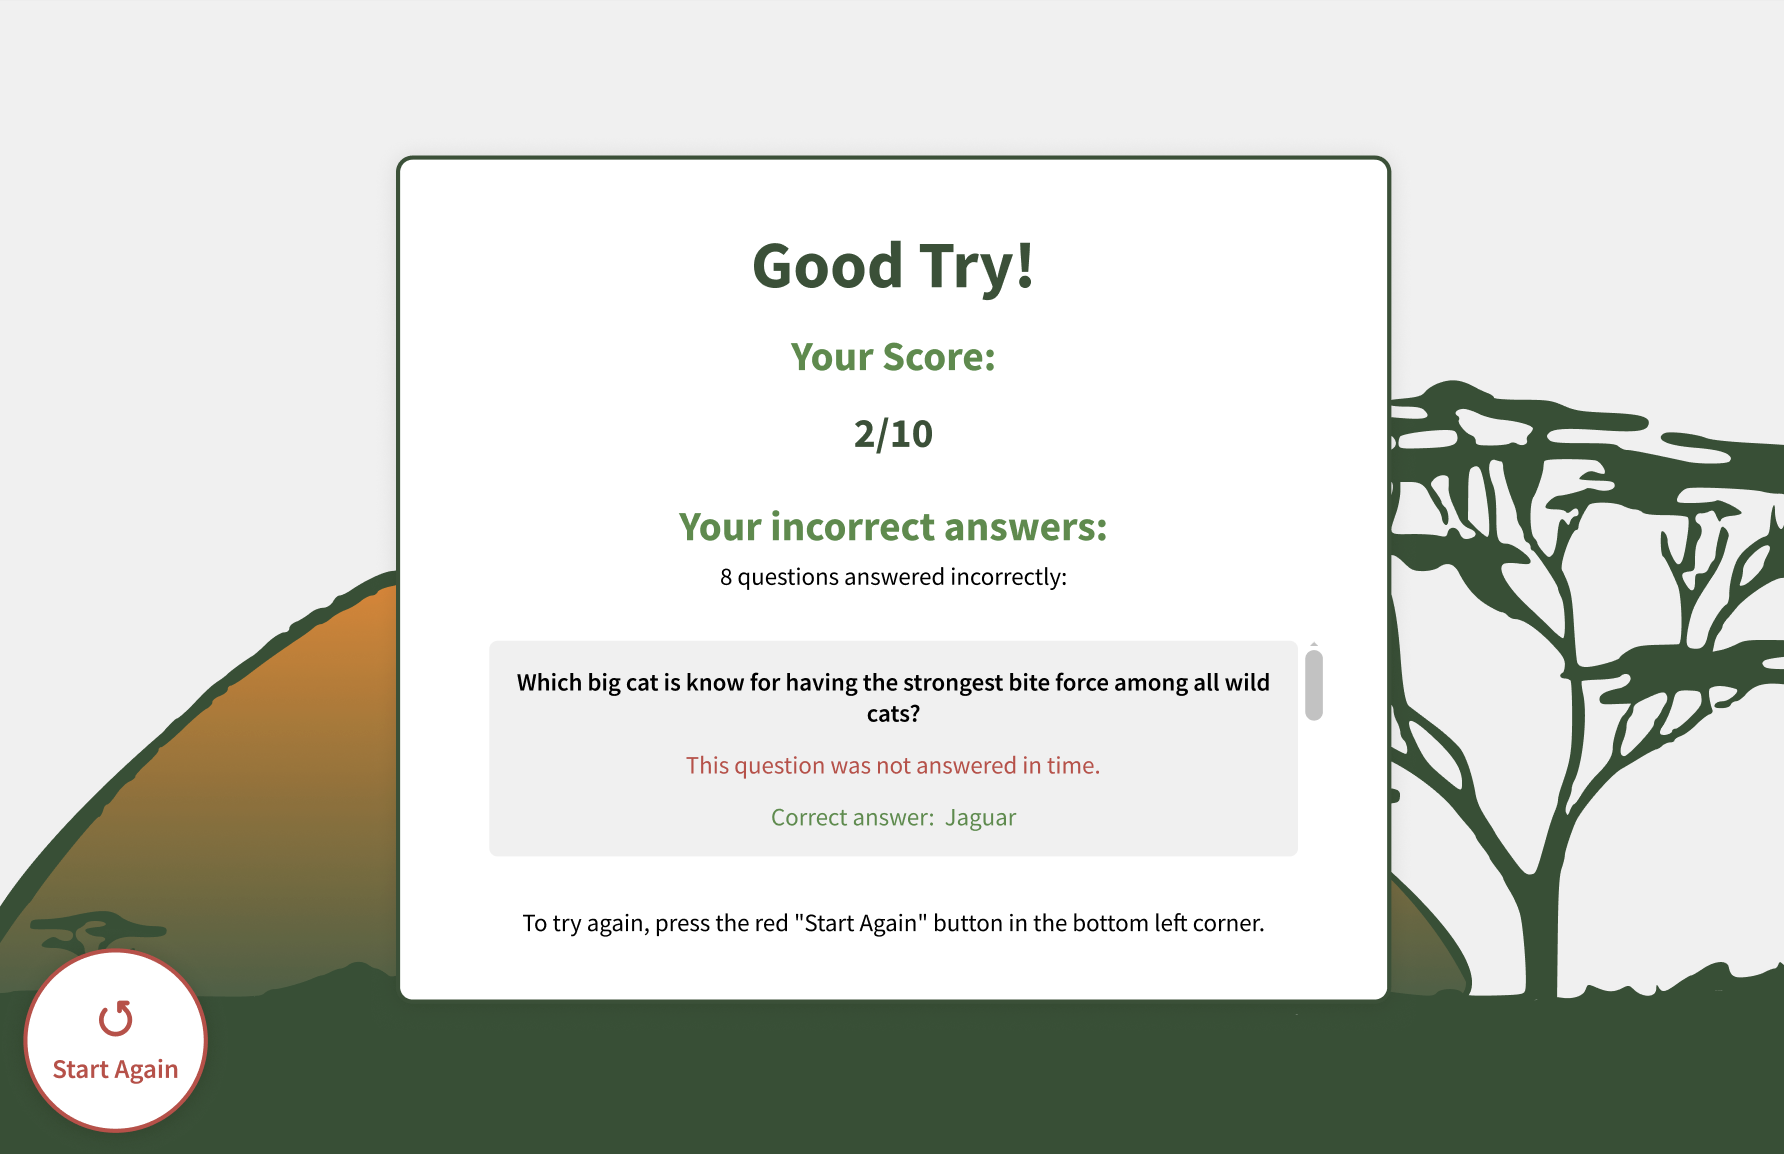 Good Try!
Your Score:
2/10
Your incorrect answers:
8 questions answered incorrectly:
Which big cat is know for having the strongest bite force among all wild
cats?
This question was not answered in time.
Correct answer: Jaguar
To try again, press the red "Start Again" button in the bottom left corner.
Start Again